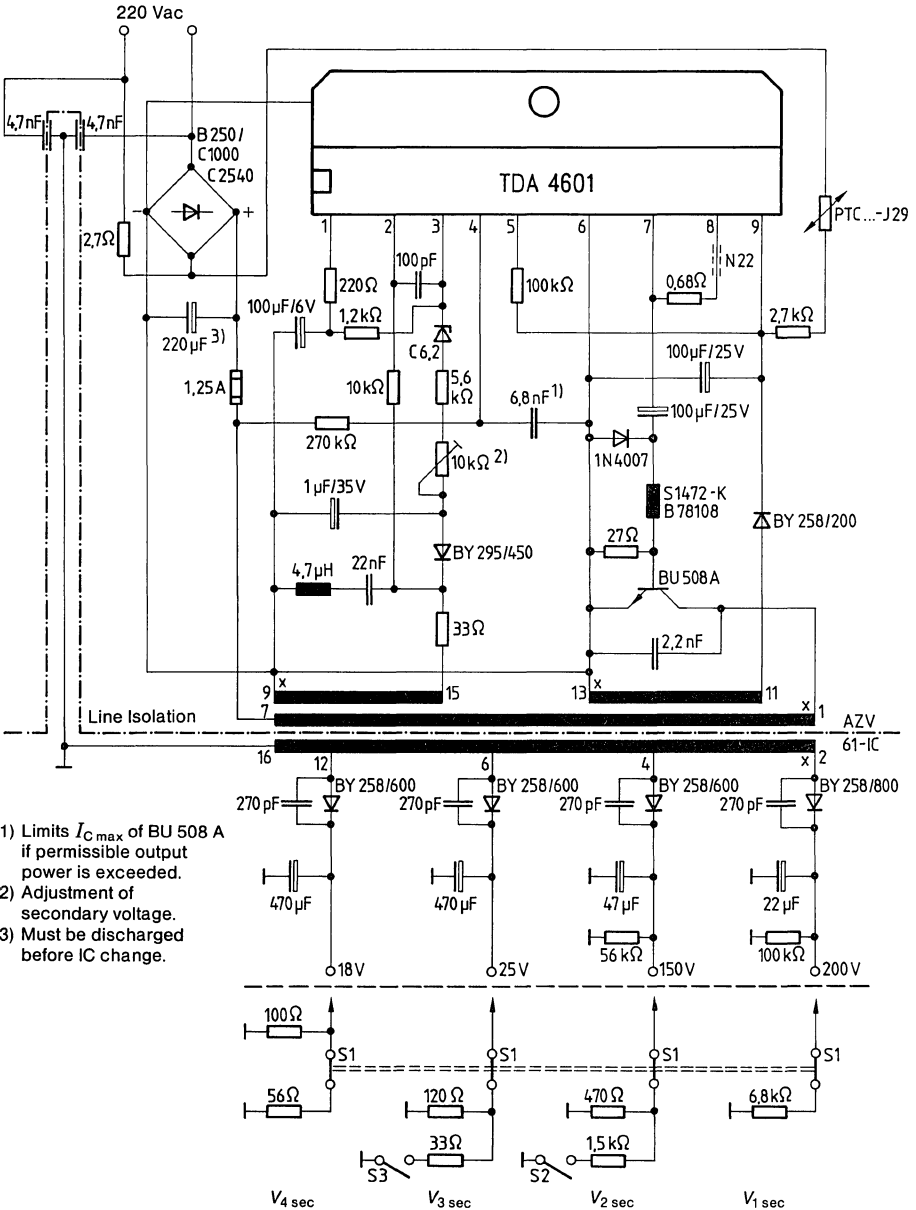 220 Vac
4,7nF
4,7nF
B250/
C1000
C2540
TDA 4601
-
+
2,7Ω
1
2
3
4
5
6
7
8
9
PTC...-J29
220Ω
100pF
100kΩ
0,68Ω
N22
100µF/6V
1,2kΩ
C6,2
2,7kΩ
220µF 3)
1,25A
10kΩ
5,6
kΩ
6,8nF 1)
100µF/25V
100µF/25V
270kΩ
1N4007
10kΩ 2)
1µF/35V
S1472-K
B78108
BY 258/200
BY 295/450
27Ω
4,7µH
22nF
BU 508A
33Ω
2,2nF
9
x
15
13
x
11
7
x
1
Line Isolation
AZV
61-IC
16
12
6
4
x
2
BY 258/600
BY 258/600
BY 258/600
BY 258/800
270pF
270pF
270pF
270pF
1) Limits IC max of BU 508 A
if permissible output
power is exceeded.
2) Adjustment of
secondary voltage.
3) Must be discharged
before IC change.
470µF
470µF
47µF
22µF
56kΩ
100kΩ
18V
25V
150V
200V
100Ω
S1
S1
S1
S1
56Ω
120Ω
470Ω
6,8kΩ
33Ω
1,5kΩ
S3
S2
V4 sec
V3 sec
V2 sec
V1 sec